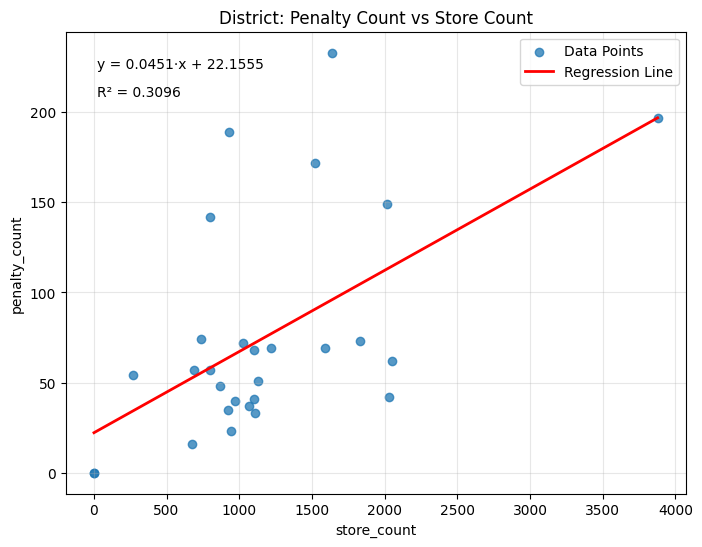 District: Penalty Count vs Store Count
y = 0.0451·x + 22.1555
R² = 0.3096
Data Points
Regression Line
penalty_count
200
150
100
50
0
0 500 1000 1500 2000 2500 3000 3500 4000
store_count